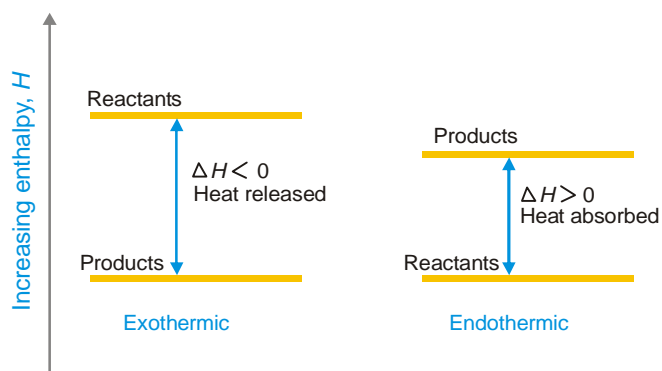 Increasing enthalpy, H
Reactants
ΔH < 0
Heat released
Products
Exothermic
Products
ΔH > 0
Heat absorbed
Reactants
Endothermic